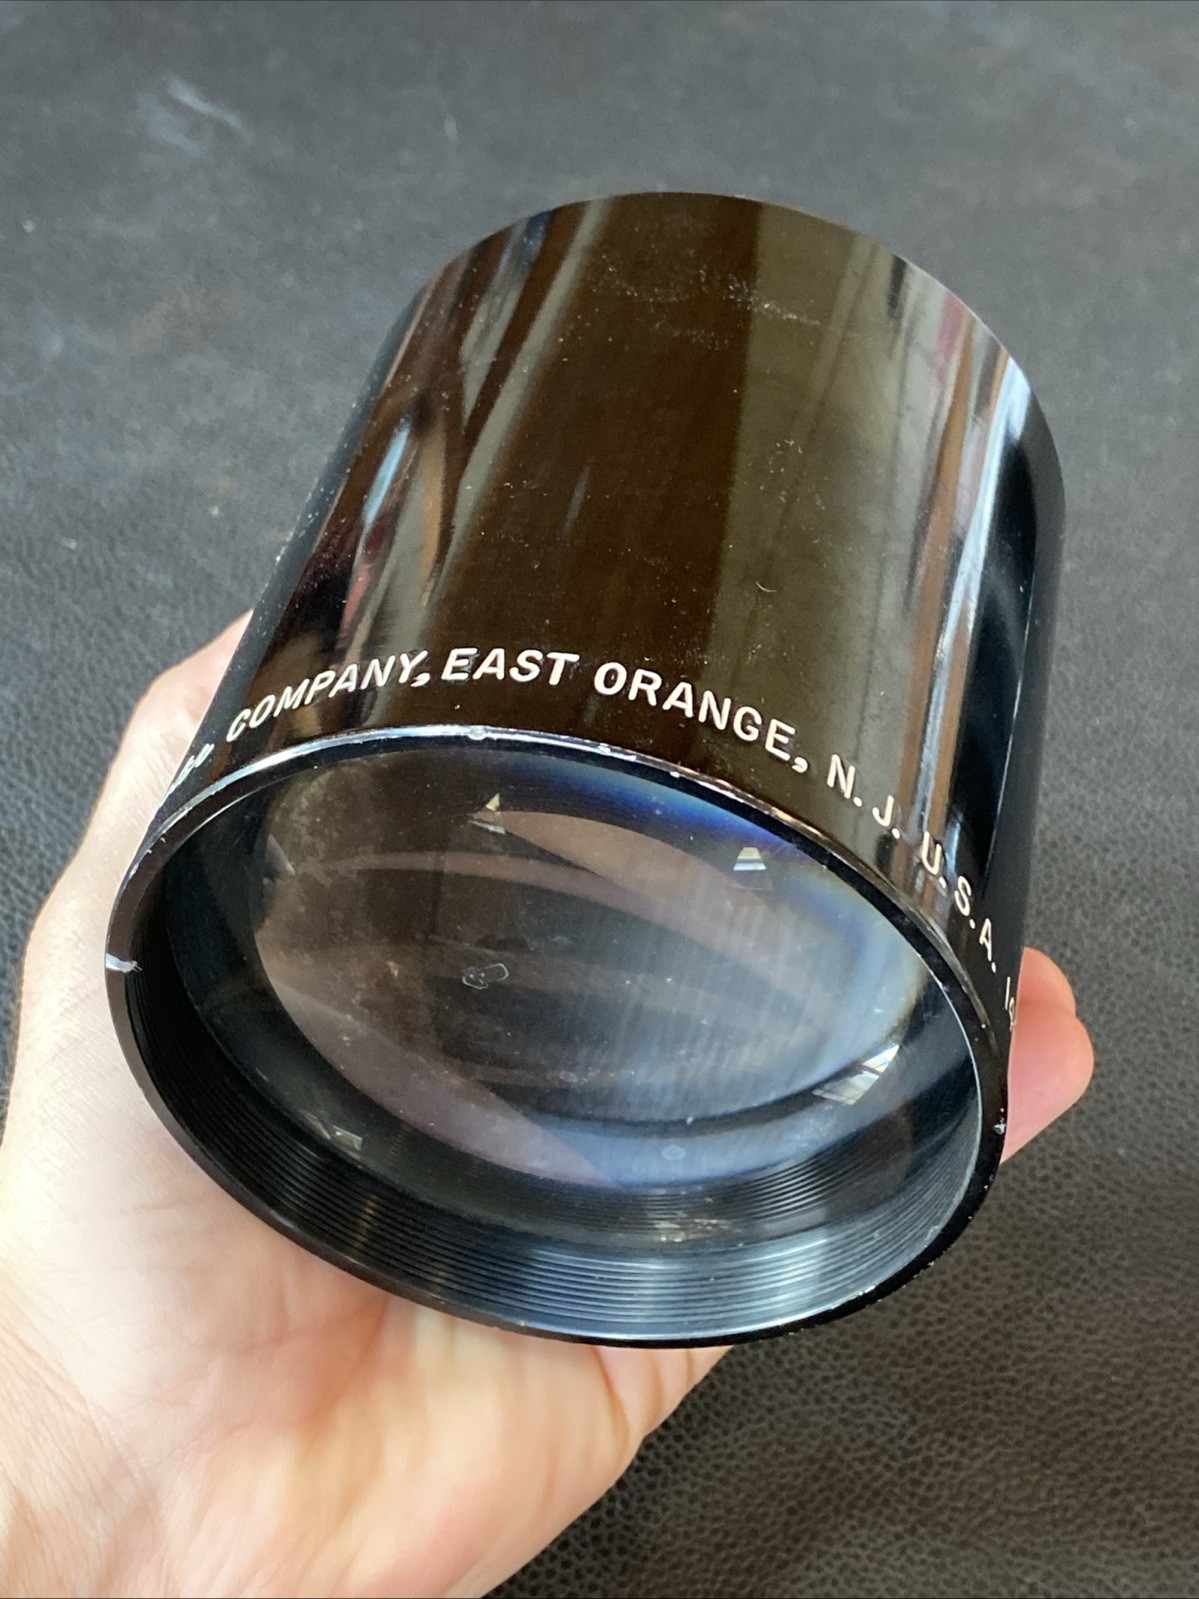 COMPANY, EAST ORANGE, N. J. U.S.A.